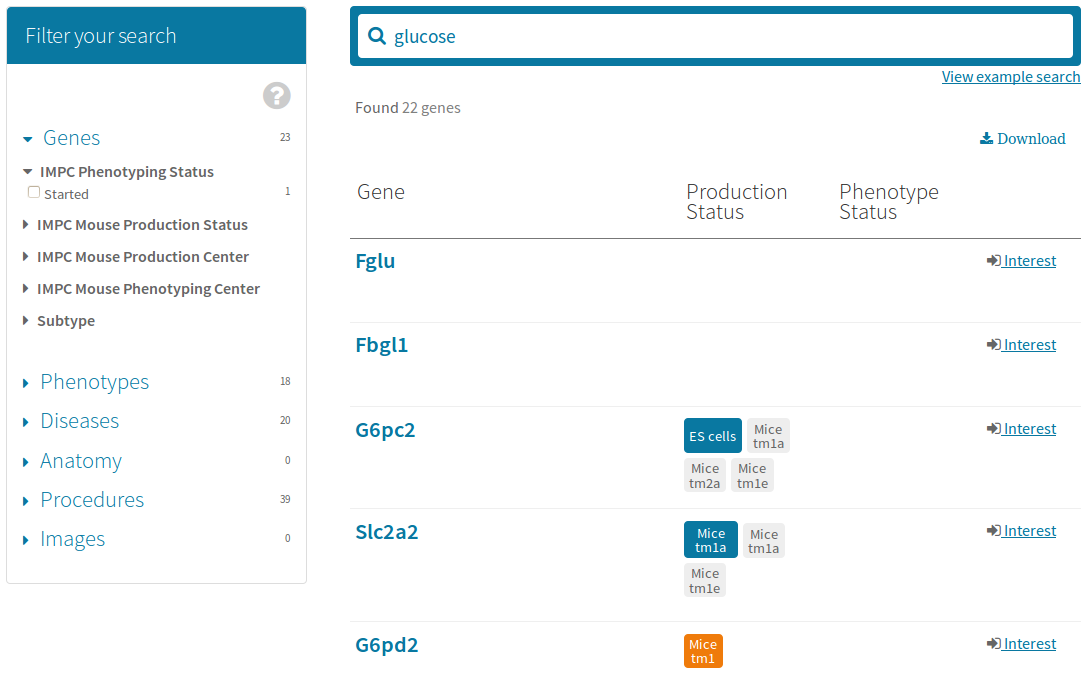 Filter your search
?
Genes 23
IMPC Phenotyping Status
Started 1
IMPC Mouse Production Status
IMPC Mouse Production Center
IMPC Mouse Phenotyping Center
Subtype
Phenotypes 18
Diseases 20
Anatomy 0
Procedures 39
Images 0
glucose
View example search
Found 22 genes
Download
Gene Production Status Phenotype Status
Fglu Interest
Fbgl1 Interest
G6pc2 ES cells Mice tm1a Interest
Mice tm2a Mice tm1e
Slc2a2 Mice tm1a Mice tm1a Interest
Mice tm1e
G6pd2 Mice tm1 Interest